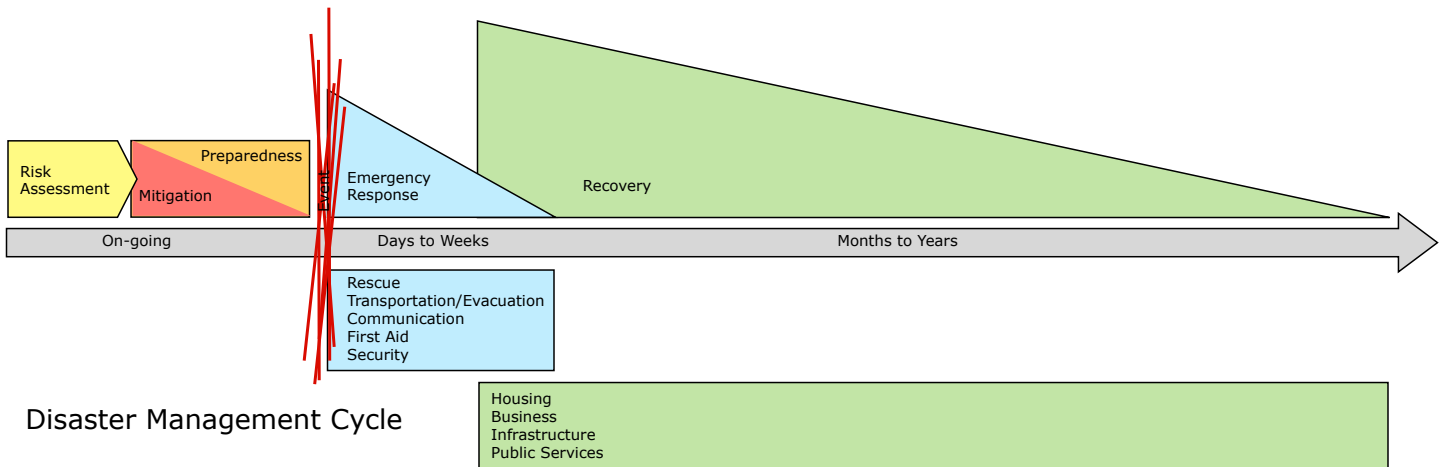 Risk
Assessment
Preparedness
Mitigation
Event
Emergency
Response
Recovery
On-going
Days to Weeks
Months to Years
Rescue
Transportation/Evacuation
Communication
First Aid
Security
Disaster Management Cycle
Housing
Business
Infrastructure
Public Services